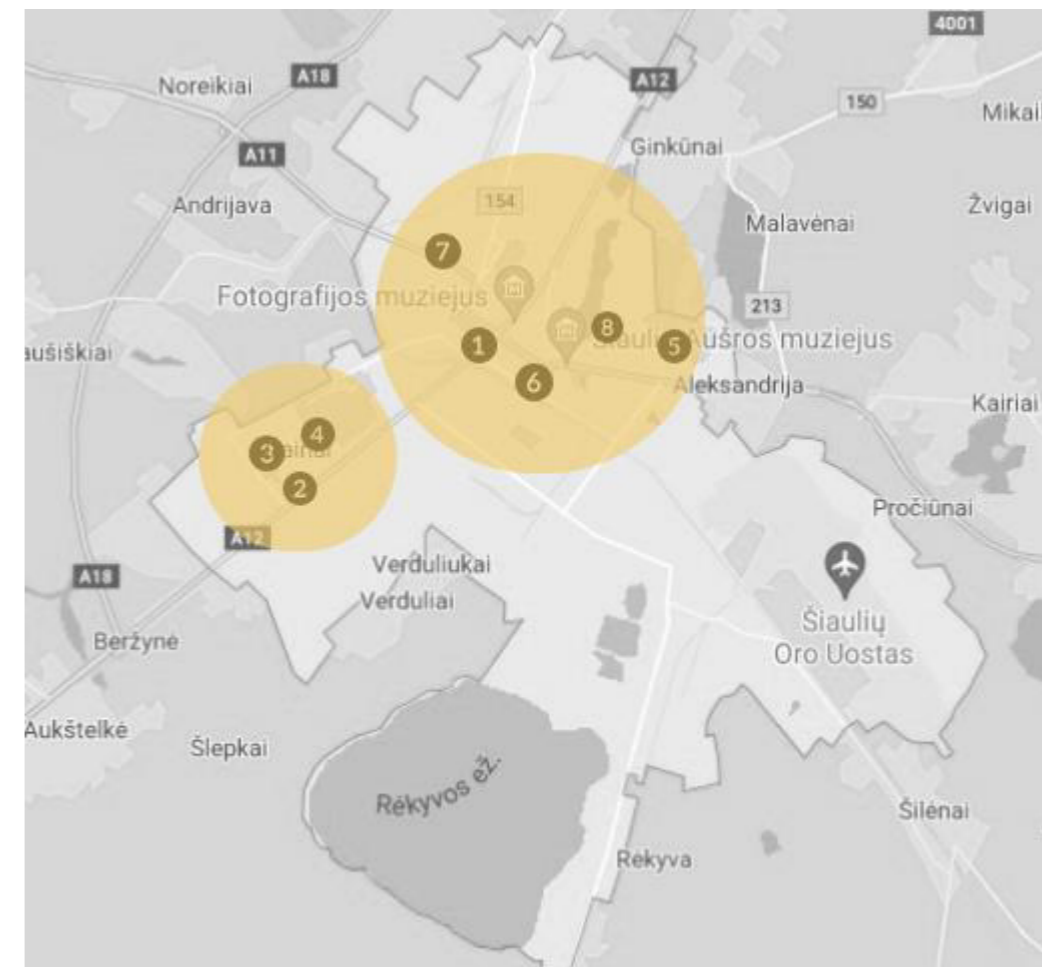 4001
Noreikiai
A18
A12
150
Mikai
Ginkūnai
A11
154
Andrijava
Žvigai
Malavėnai
7
Fotografijos muziejus
213
8
aušiškiai
1
5
Aušros muziejus
6
Aleksandrija
Kairiai
4
3
2
Pročiūnai
A12
Verduliukai
A18
Verduliai
Šiaulių
Oro Uostas
Beržynė
Aukštelkė
Šlepkai
Rėkyvos ež.
Šilėnai
Rėkyva